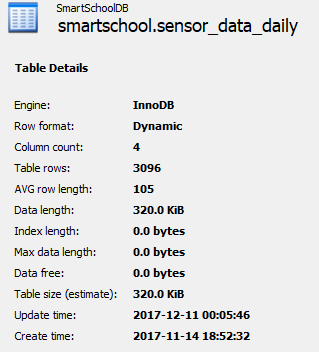 SmartSchoolDB
smartschool.sensor_data_daily
Table Details
Engine: InnoDB
Row format: Dynamic
Column count: 4
Table rows: 3096
AVG row length: 105
Data length: 320.0 KiB
Index length: 0.0 bytes
Max data length: 0.0 bytes
Data free: 0.0 bytes
Table size (estimate): 320.0 KiB
Update time: 2017-12-11 00:05:46
Create time: 2017-11-14 18:52:32